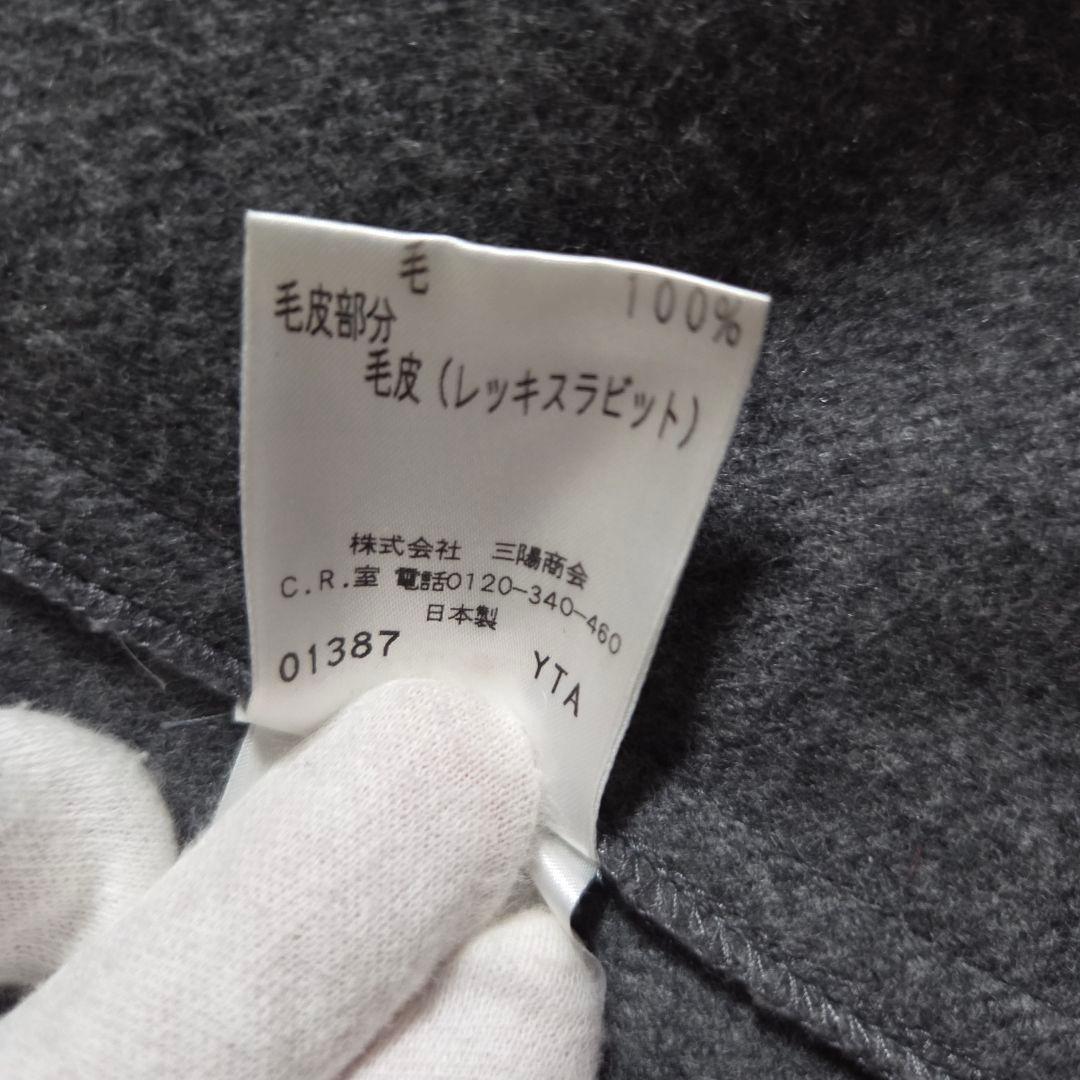 毛 100%
毛皮部分
毛皮(レッキスラビット)
株式会社 三陽商会
C.R.室 電話0120-340-460
日本製
01387 YTA